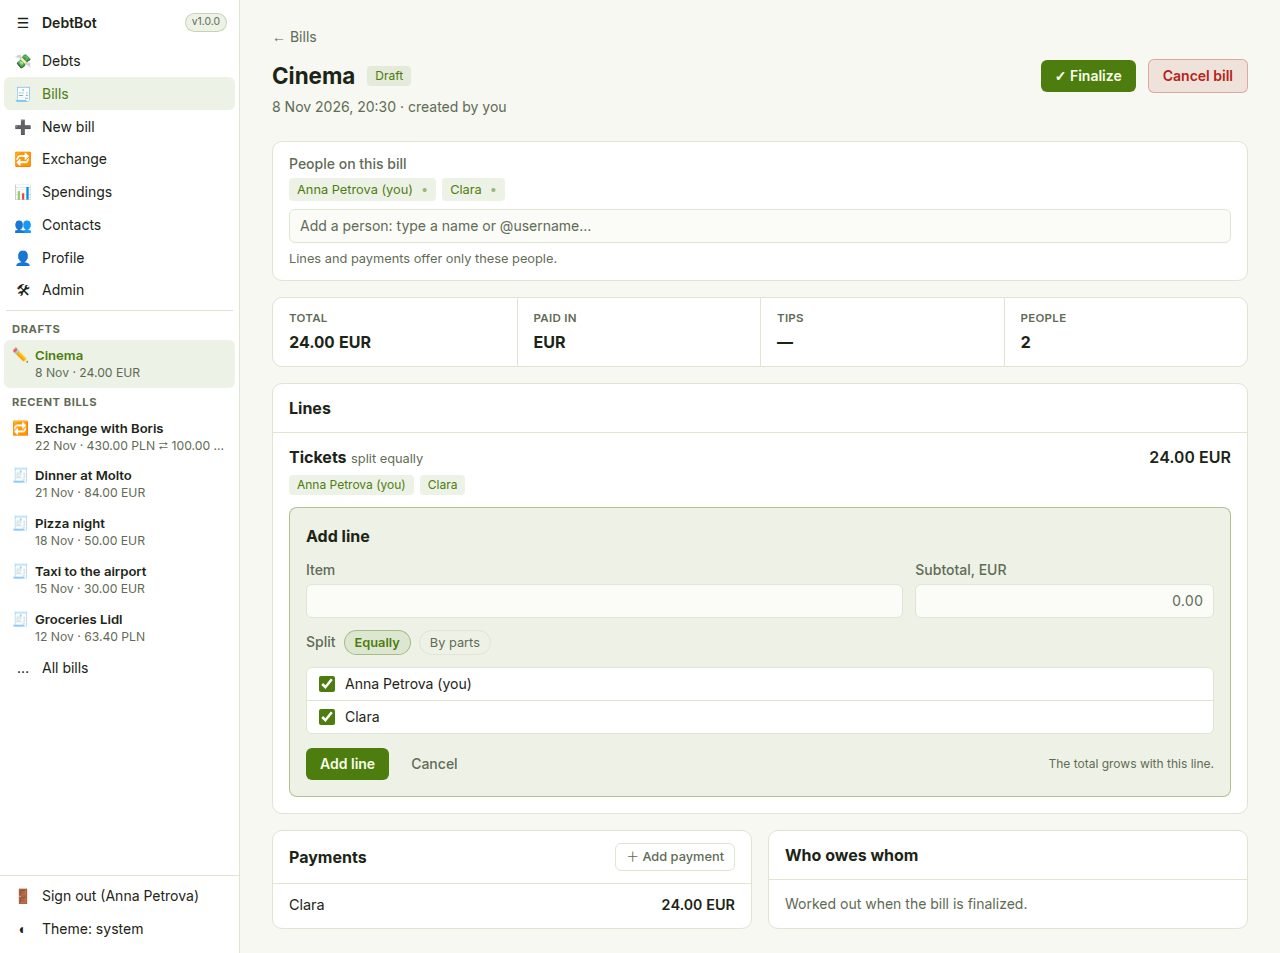 ☰ DebtBot v1.0.0
Debts
Bills
New bill
Exchange
Spendings
Contacts
Profile
Admin
DRAFTS
Cinema
8 Nov · 24.00 EUR
RECENT BILLS
Exchange with Boris
22 Nov · 430.00 PLN ⇄ 100.00 ...
Dinner at Molto
21 Nov · 84.00 EUR
Pizza night
18 Nov · 50.00 EUR
Taxi to the airport
15 Nov · 30.00 EUR
Groceries Lidl
12 Nov · 63.40 PLN
... All bills
Sign out (Anna Petrova)
Theme: system
← Bills
Cinema Draft
✓ Finalize Cancel bill
8 Nov 2026, 20:30 · created by you
People on this bill
Anna Petrova (you) • Clara •
Add a person: type a name or @username...
Lines and payments offer only these people.
TOTAL PAID IN TIPS PEOPLE
24.00 EUR EUR — 2
Lines
Tickets split equally 24.00 EUR
Anna Petrova (you) Clara
Add line
Item Subtotal, EUR
0.00
Split Equally By parts
Anna Petrova (you)
Clara
Add line Cancel The total grows with this line.
Payments + Add payment
Clara 24.00 EUR
Who owes whom
Worked out when the bill is finalized.